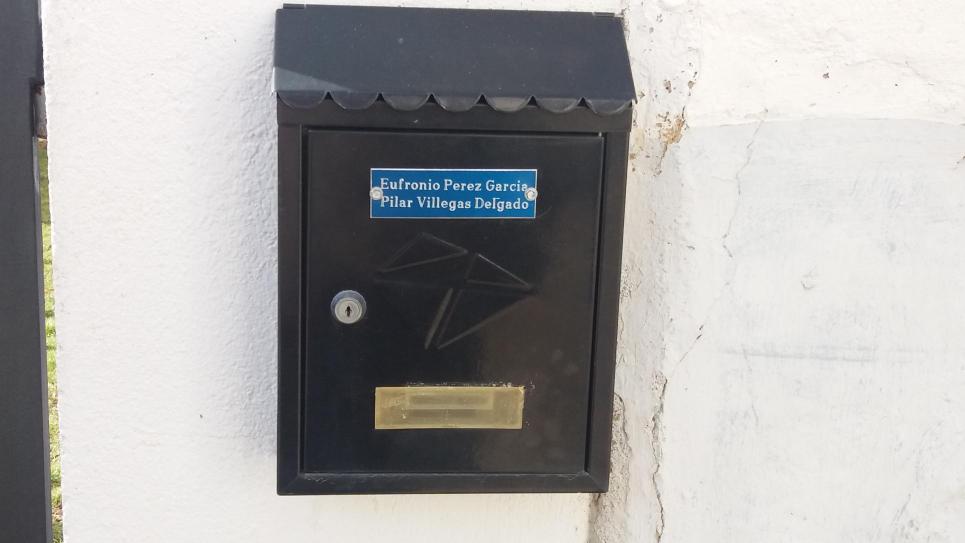 Eufronio Perez Garcia
Pilar Villegas Delgado